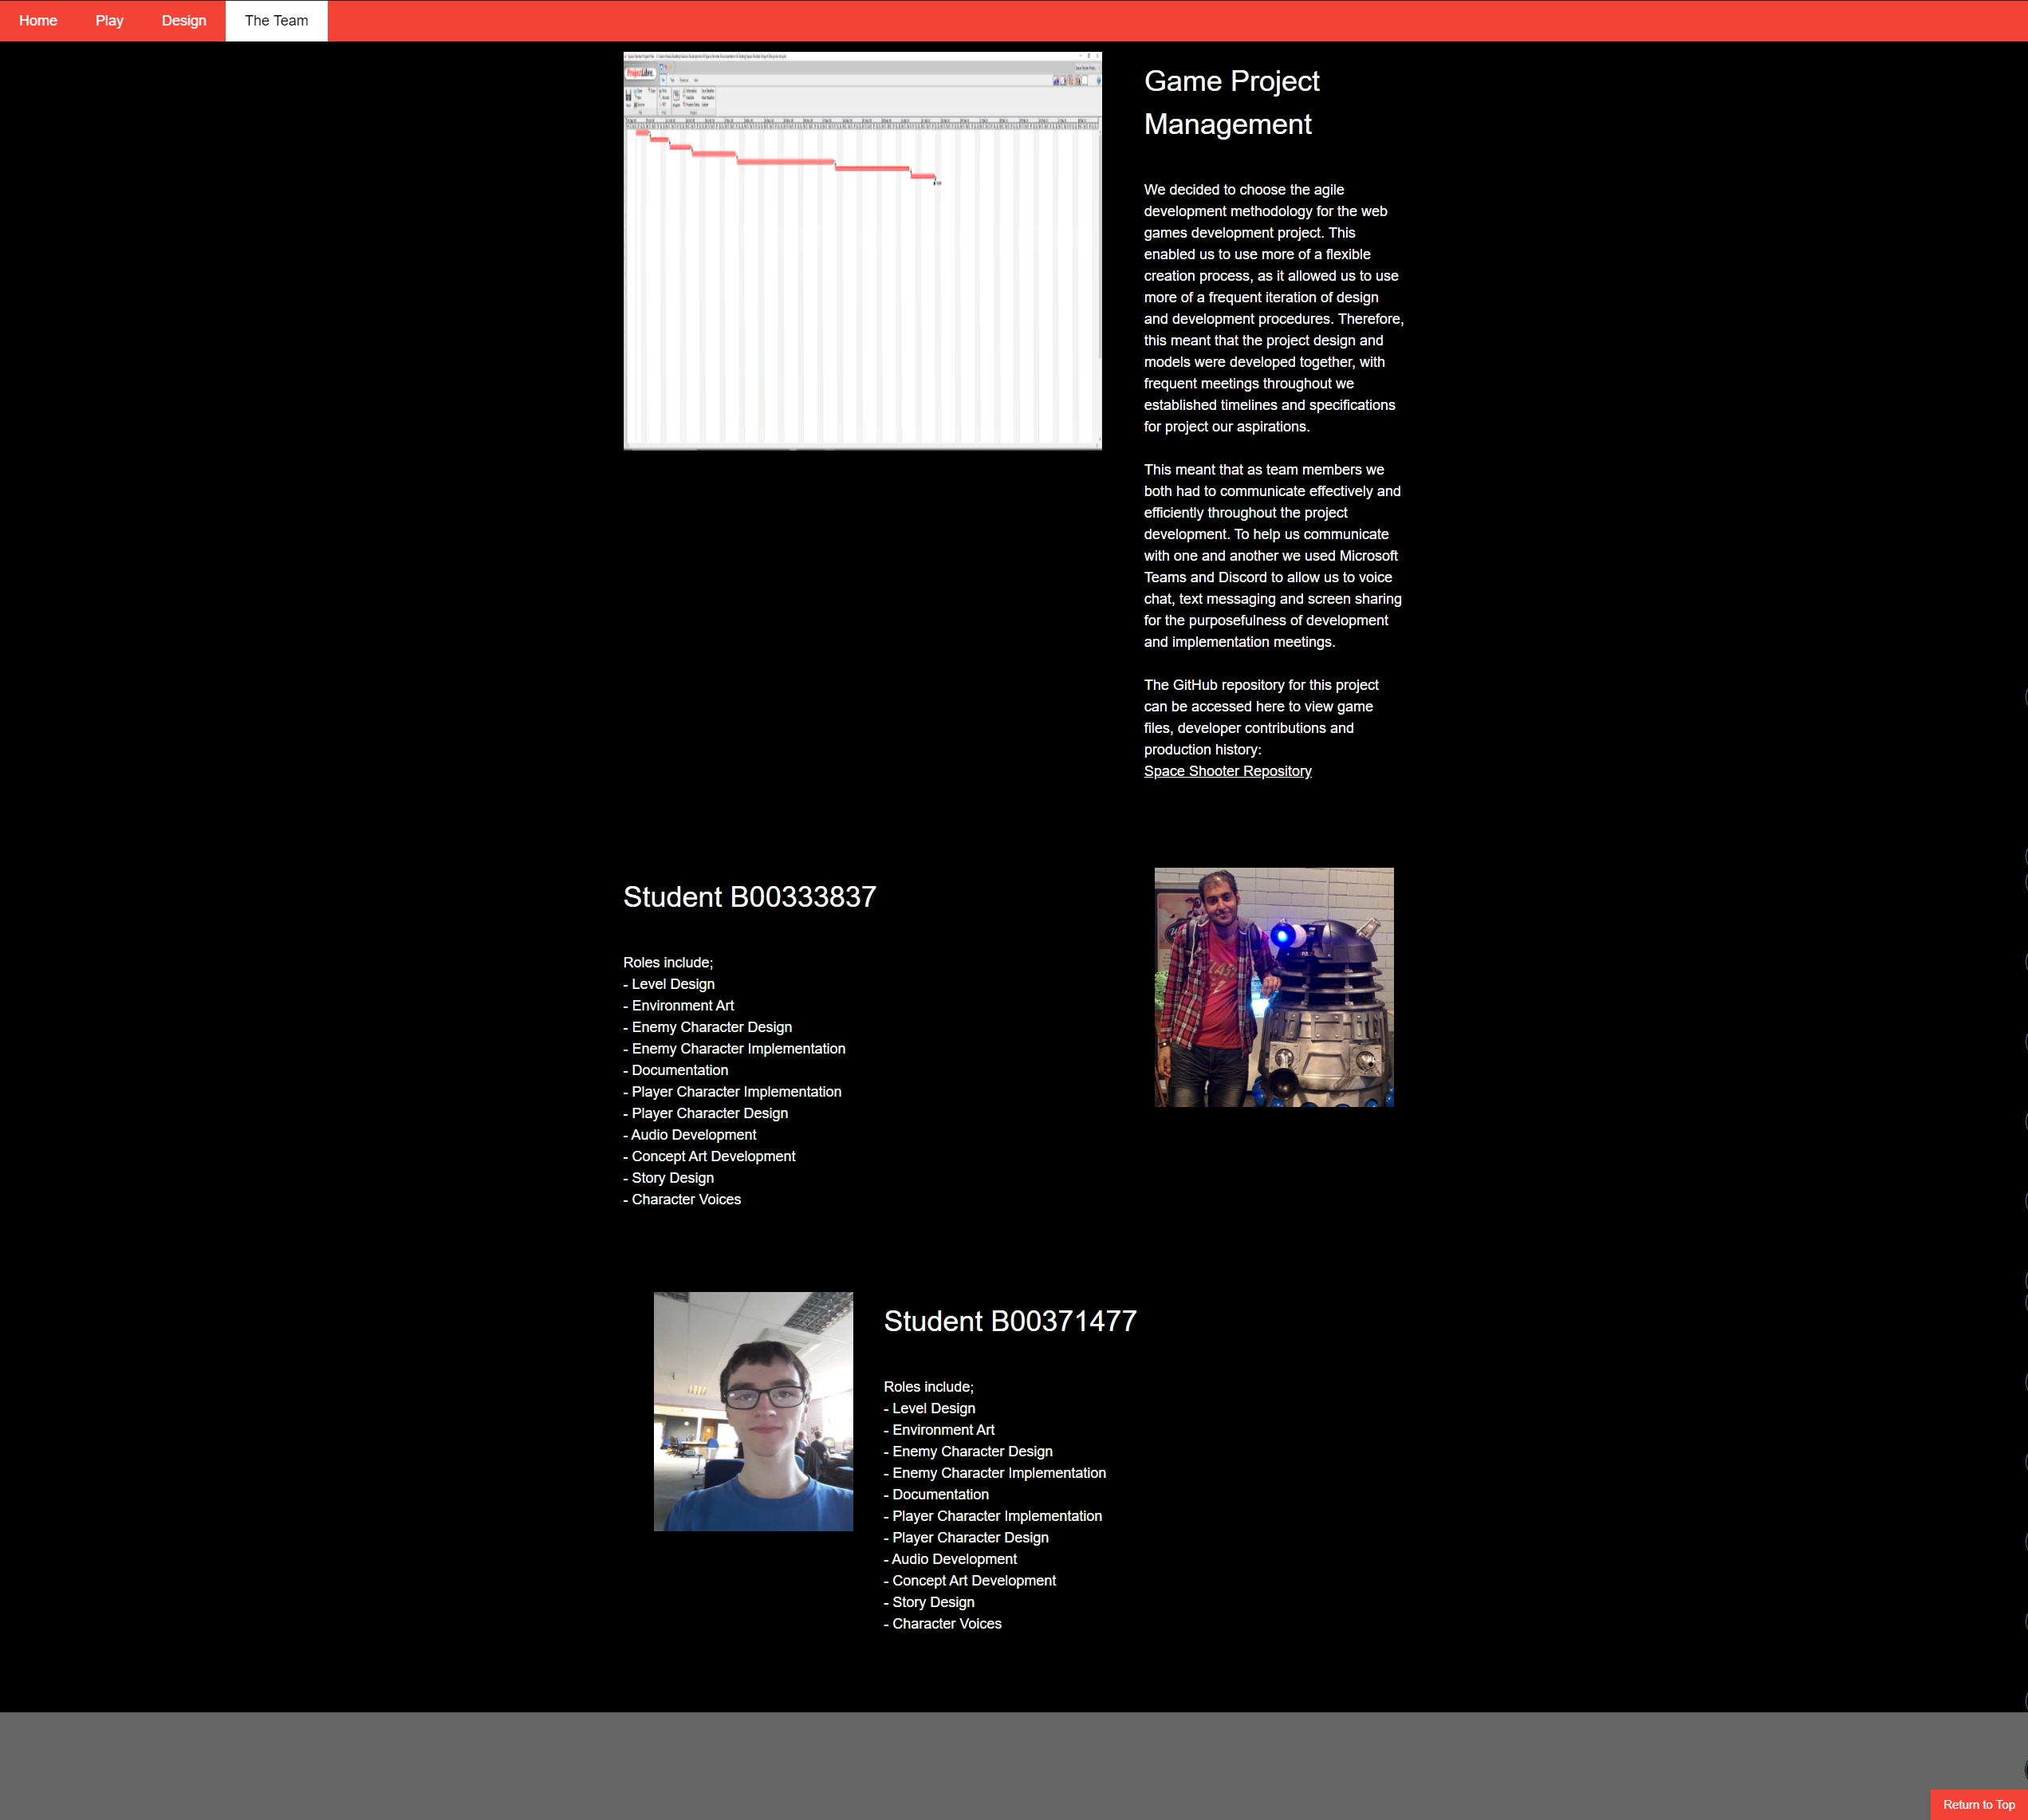 Home
Play
Design
The Team
ProjectLibre
Game Project
Management
We decided to choose the agile
development methodology for the web
games development project. This
enabled us to use more of a flexible
creation process, as it allowed us to use
more of a frequent iteration of design
and development procedures. Therefore,
this meant that the project design and
models were developed together, with
frequent meetings throughout we
established timelines and specifications
for project our aspirations.
This meant that as team members we
both had to communicate effectively and
efficiently throughout the project
development. To help us communicate
with one and another we used Microsoft
Teams and Discord to allow us to voice
chat, text messaging and screen sharing
for the purposefulness of development
and implementation meetings.
The GitHub repository for this project
can be accessed here to view game
files, developer contributions and
production history:
Space Shooter Repository
Student B00333837
Roles include;
- Level Design
- Environment Art
- Enemy Character Design
- Enemy Character Implementation
- Documentation
- Player Character Implementation
- Player Character Design
- Audio Development
- Concept Art Development
- Story Design
- Character Voices
Student B00371477
Roles include;
- Level Design
- Environment Art
- Enemy Character Design
- Enemy Character Implementation
- Documentation
- Player Character Implementation
- Player Character Design
- Audio Development
- Concept Art Development
- Story Design
- Character Voices
Return to Top